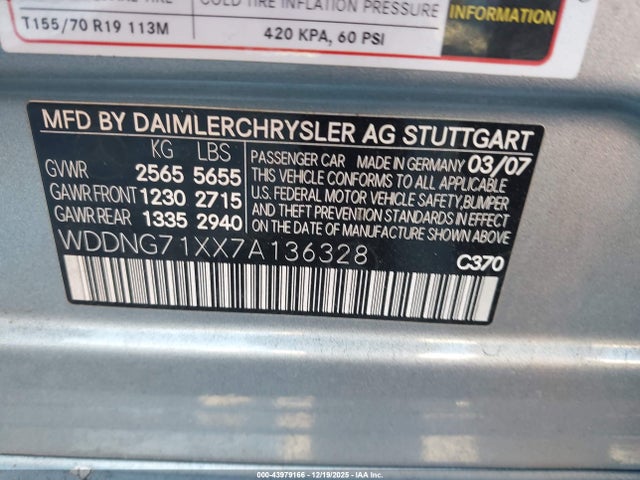 COLD TIRE INFLATION PRESSURE
T155/70 R19 113M
420 KPA, 60 PSI
INFORMATION
MFD BY DAIMLERCHRYSLER AG STUTTGART
KG LBS
GVWR 2565 5655
GAWR FRONT 1230 2715
GAWR REAR 1335 2940
PASSENGER CAR MADE IN GERMANY 03/07
THIS VEHICLE CONFORMS TO ALL APPLICABLE
U.S. FEDERAL MOTOR VEHICLE SAFETY, BUMPER
AND THEFT PREVENTION STANDARDS IN EFFECT
ON THE DATE OF MANUFACTURE SHOWN ABOVE.
WDDNG71XX7A136328
C370
000-43979166 - 12/19/2025 - IAA Inc.